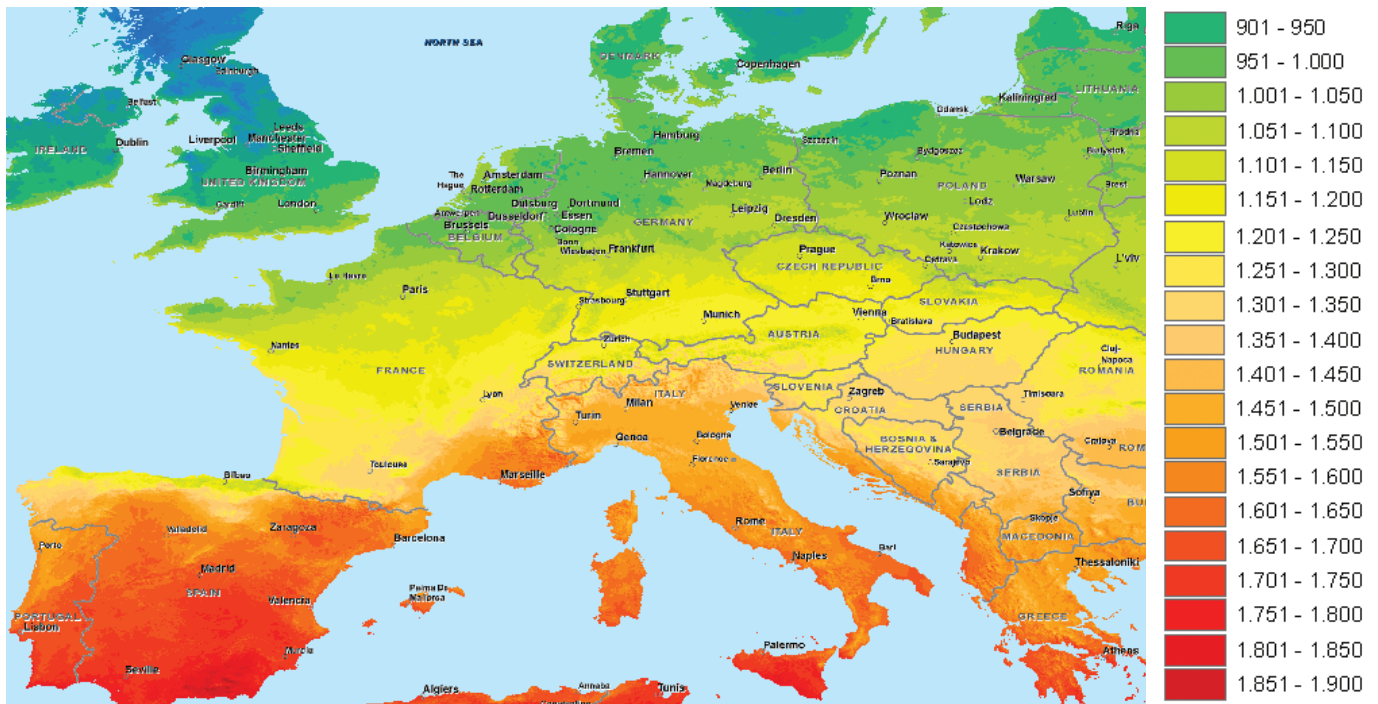 Riga
NORTH SEA
DENMARK
Glasgow
Edinburgh
Copenhagen
LITHUANIA
Kaliningrad
Belfast
Gdansk
Leeds
Hrodna
Dublin
Liverpool
Manchester
Sheffield
Hamburg
Szczecin
IRELAND
Bremen
Bydgoszcz
Bialystok
Birmingham
The
Hague
Amsterdam
Hannover
Berlin
Poznan
Warsaw
UNITED KINGDOM
Rotterdam
Magdeburg
POLAND
Brest
Cardiff
London
Duisburg
Dortmund
Leipzig
Lodz
Antwerpen
Dusseldorf
Essen
GERMANY
Dresden
Wroclaw
Lublin
Brussels
Cologne
Czestochowa
BELGIUM
Bonn
Wiesbaden
Frankfurt
Prague
Katowice
Krakow
Le Havre
CZECH REPUBLIC
Ostrava
L'viv
Paris
Strasbourg
Stuttgart
Brno
SLOVAKIA
Munich
Vienna
Bratislava
AUSTRIA
Budapest
Nantes
Zurich
HUNGARY
Cluj-
Napoca
FRANCE
SWITZERLAND
ROMANIA
Lyon
ITALY
SLOVENIA
Zagreb
Timisoara
Turin
Milan
Venice
CROATIA
SERBIA
Genoa
Bologna
BOSNIA &
HERZEGOVINA
Belgrade
Craiova
ROM
Florence
Sarajevo
SERBIA
Bilbao
Toulouse
Marseille
Sofiya
BU
Valladolid
Zaragoza
Rome
ITALY
Skopje
Porto
Barcelona
MACEDONIA
Naples
Bari
Thessaloniki
Madrid
SPAIN
Palma De
Mallorca
Valencia
PORTUGAL
Lisbon
GREECE
Murcia
Palermo
Athens
Seville
Algiers
Annaba
Tunis
901 - 950
951 - 1.000
1.001 - 1.050
1.051 - 1.100
1.101 - 1.150
1.151 - 1.200
1.201 - 1.250
1.251 - 1.300
1.301 - 1.350
1.351 - 1.400
1.401 - 1.450
1.451 - 1.500
1.501 - 1.550
1.551 - 1.600
1.601 - 1.650
1.651 - 1.700
1.701 - 1.750
1.751 - 1.800
1.801 - 1.850
1.851 - 1.900